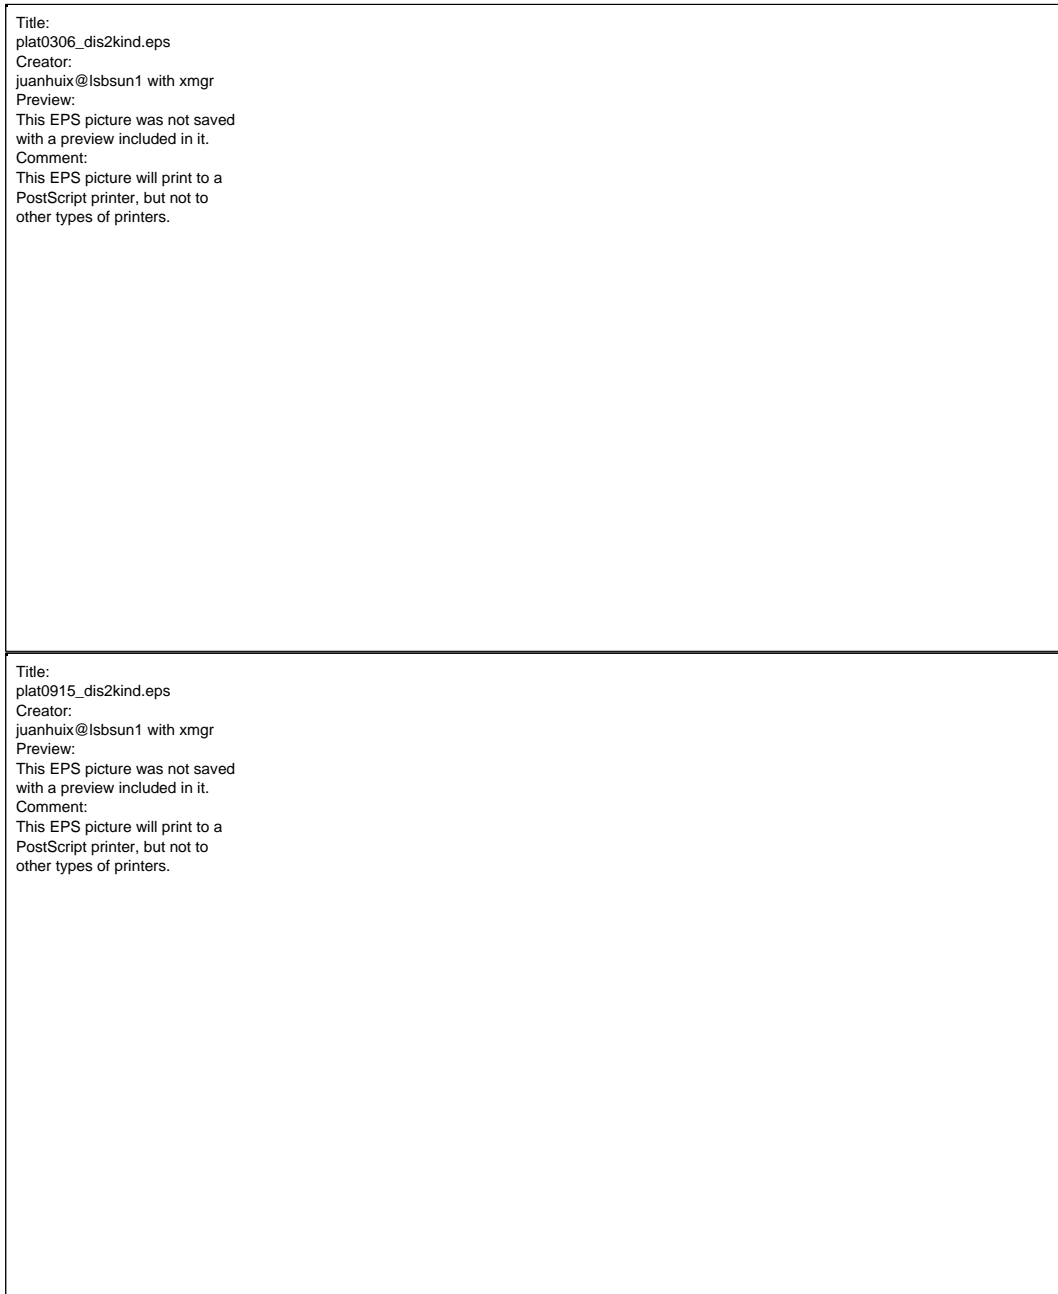 Title:
plat0306_dis2kind.eps
Creator:
juanhuix@lsbsun1 with xmgr
Preview:
This EPS picture was not saved
with a preview included in it.
Comment:
This EPS picture will print to a
PostScript printer, but not to
other types of printers.
Title:
plat0915_dis2kind.eps
Creator:
juanhuix@lsbsun1 with xmgr
Preview:
This EPS picture was not saved
with a preview included in it.
Comment:
This EPS picture will print to a
PostScript printer, but not to
other types of printers.